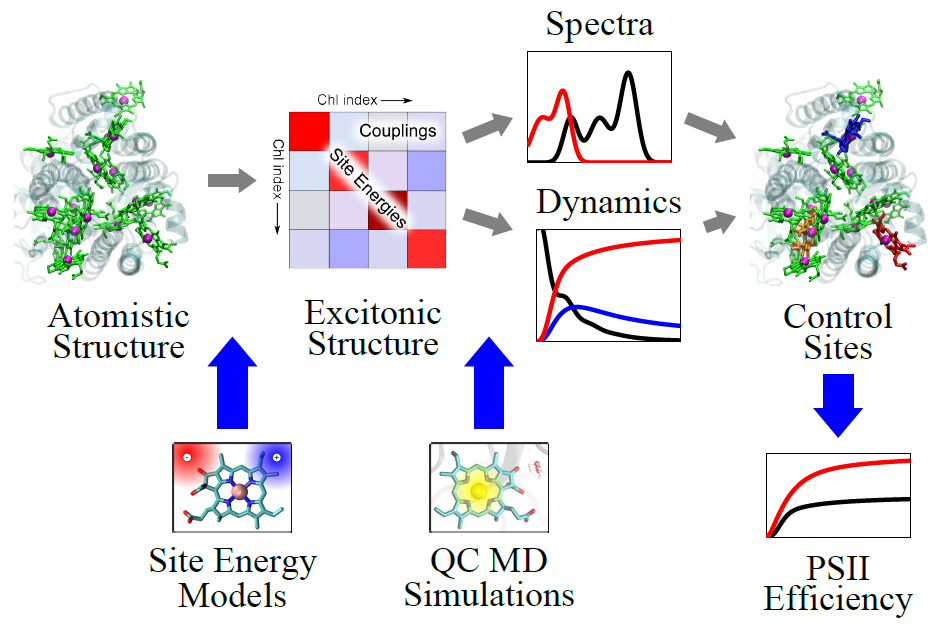 Spectra
Chl index
Chl index
Couplings
Site Energies
Dynamics
Atomistic
Structure
Excitonic
Structure
Control
Sites
-
+
Site Energy
Models
QC MD
Simulations
PSII
Efficiency